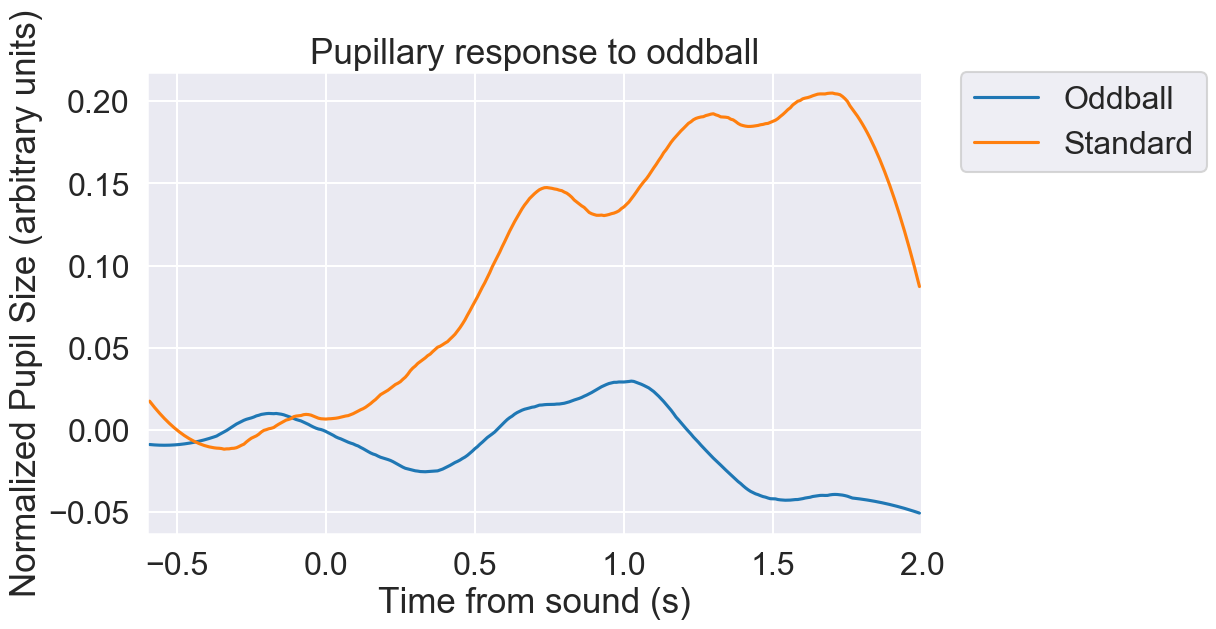 Pupillary response to oddball
Normalized Pupil Size (arbitrary units)
0.20
0.15
0.10
0.05
0.00
−0.05
−0.5
0.0
0.5
1.0
1.5
2.0
Time from sound (s)
Oddball
Standard